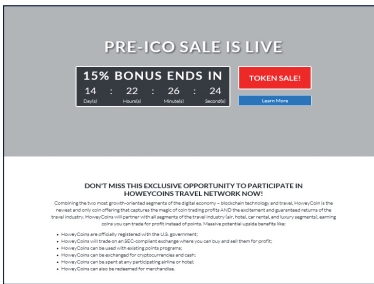 PRE-ICO SALE IS LIVE
15% BONUS ENDS IN
14 : 22 : 26 : 24
Day(s) Hours(s) Minute(s) Second(s)
TOKEN SALE!
Learn More
DON'T MISS THIS EXCLUSIVE OPPORTUNITY TO PARTICIPATE IN
HOWEYCOINS TRAVEL NETWORK NOW!
Combining the two most growth-oriented segments of the digital economy – blockchain technology and travel, HoweyCoin is the
newest and only coin offering that captures the magic of coin trading profits AND the excitement and guaranteed returns of the
travel industry. HoweyCoins will partner with all segments of the travel industry (air, hotel, car rental, and luxury segments), earning
coins you can trade for profit instead of points. Massive potential upside benefits like:
• HoweyCoins are officially registered with the U.S. government;
• HoweyCoins will trade on an SEC-compliant exchange where you can buy and sell them for profit;
• HoweyCoins can be used with existing points programs;
• HoweyCoins can be exchanged for cryptocurrencies and cash;
• HoweyCoins can be spent at any participating airline or hotel;
• HoweyCoins can also be redeemed for merchandise.